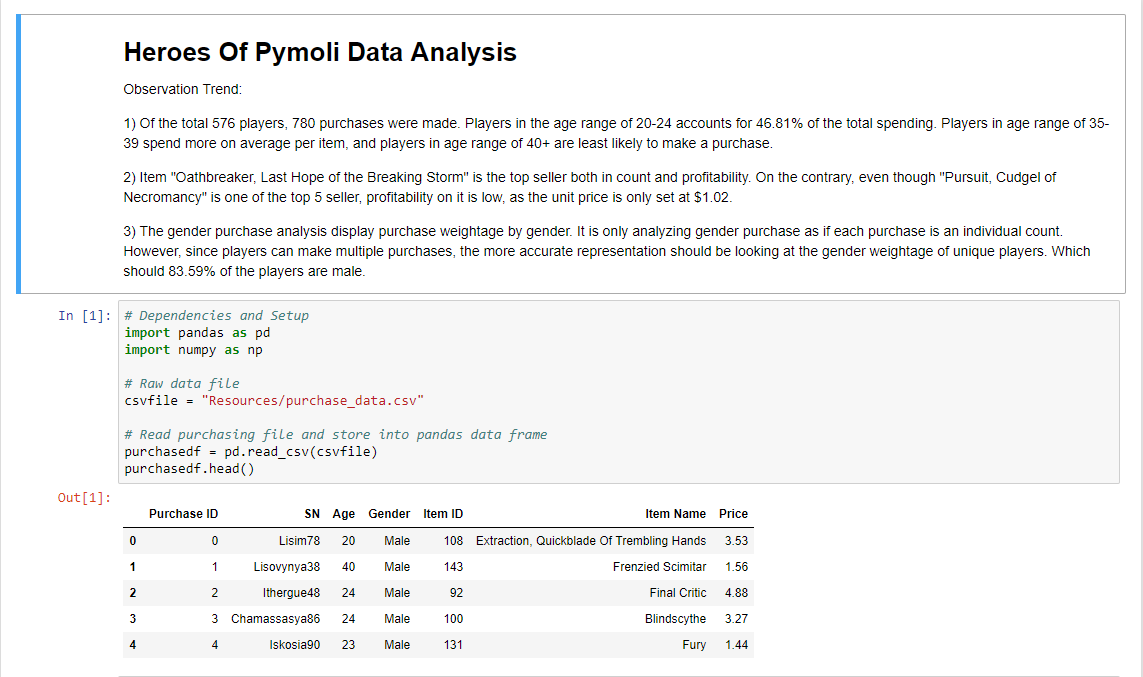 Heroes Of Pymoli Data Analysis
Observation Trend:
1) Of the total 576 players, 780 purchases were made. Players in the age range of 20-24 accounts for 46.81% of the total spending. Players in age range of 35-
39 spend more on average per item, and players in age range of 40+ are least likely to make a purchase.
2) Item "Oathbreaker, Last Hope of the Breaking Storm" is the top seller both in count and profitability. On the contrary, even though "Pursuit, Cudgel of
Necromancy" is one of the top 5 seller, profitability on it is low, as the unit price is only set at $1.02.
3) The gender purchase analysis display purchase weightage by gender. It is only analyzing gender purchase as if each purchase is an individual count.
However, since players can make multiple purchases, the more accurate representation should be looking at the gender weightage of unique players. Which
should 83.59% of the players are male.
In [1]: # Dependencies and Setup
import pandas as pd
import numpy as np
# Raw data file
csvfile = "Resources/purchase_data.csv"
# Read purchasing file and store into pandas data frame
purchasedf = pd.read_csv(csvfile)
purchasedf.head()
Out[1]:
Purchase ID SN Age Gender Item ID Item Name Price
0 0 Lisim78 20 Male 108 Extraction, Quickblade Of Trembling Hands 3.53
1 1 Lisovynya38 40 Male 143 Frenzied Scimitar 1.56
2 2 Ithergue48 24 Male 92 Final Critic 4.88
3 3 Chamassasya86 24 Male 100 Blindscythe 3.27
4 4 Iskosia90 23 Male 131 Fury 1.44